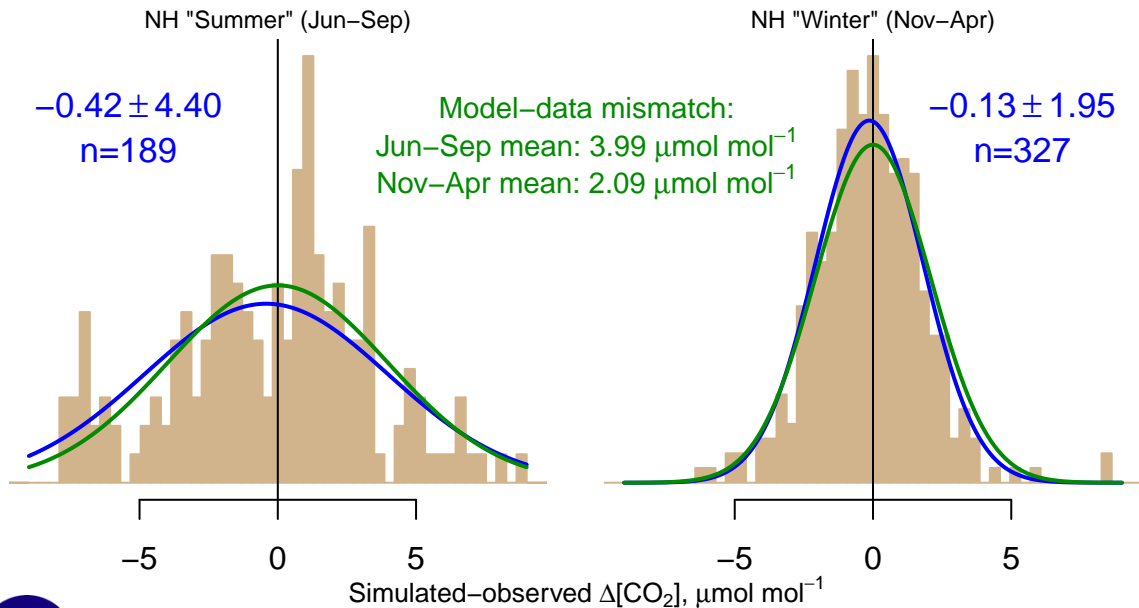 NH "Summer" (Jun−Sep)
−0.42 ± 4.40
n=189
Model−data mismatch:
Jun−Sep mean: 3.99 μmol mol⁻¹
Nov−Apr mean: 2.09 μmol mol⁻¹
NH "Winter" (Nov−Apr)
−0.13 ± 1.95
n=327
−5 0 5
−5 0 5
Simulated−observed Δ[CO₂], μmol mol⁻¹